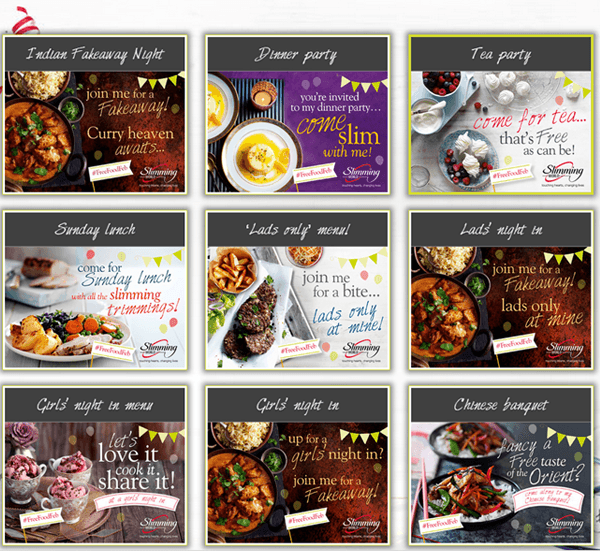 Indian Fakeaway Night
join me for a
Fakeaway!
Curry heaven
awaits...
#FreeFoodFeb
Slimming
WORLD
touching hearts, changing lives
Dinner party
you're invited
to my dinner party...
come
slim
with me!
#FreeFoodFeb
Slimming
WORLD
touching hearts, changing lives
Tea party
come for tea...
that's Free
as can be!
#FreeFoodFeb
Slimming
WORLD
touching hearts, changing lives
Sunday lunch
come for
Sunday lunch
with all the slimming
trimmings!
#FreeFoodFeb
Slimming
WORLD
touching hearts, changing lives
'Lads only' menu!
join me
for a bite...
lads only
at mine!
#FreeFoodFeb
Slimming
WORLD
touching hearts, changing lives
Lads' night in
join me for a
Fakeaway!
lads only
at mine
#FreeFoodFeb
Slimming
WORLD
touching hearts, changing lives
Girls' night in menu
let's
love it
cook it
share it!
at a girls night in
#FreeFoodFeb
Slimming
WORLD
touching hearts, changing lives
Girls' night in
up for a
girls night in?
join me for a
Fakeaway!
#FreeFoodFeb
Slimming
WORLD
touching hearts, changing lives
Chinese banquet
fancy a
Free taste
of the
Orient?
Come along to my
Chinese Banquet!
#FreeFoodFeb
Slimming
WORLD
touching hearts, changing lives